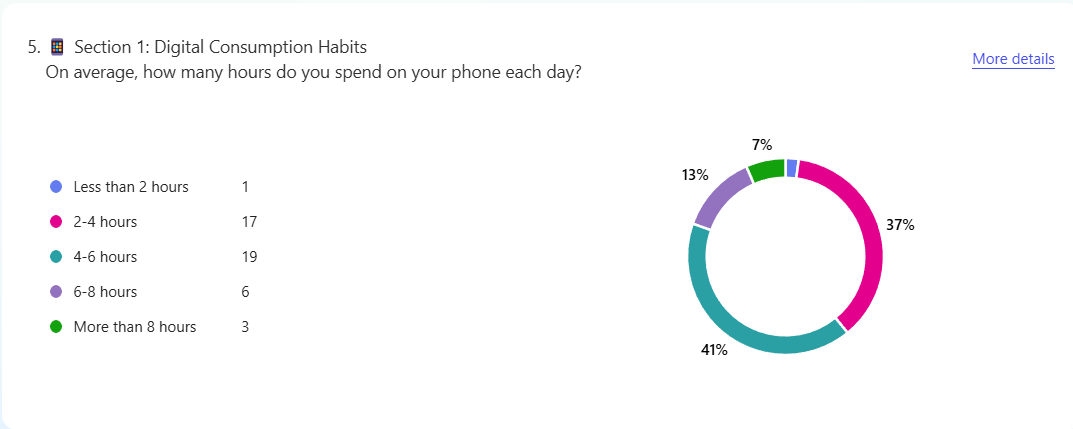 5. Section 1: Digital Consumption Habits
On average, how many hours do you spend on your phone each day?
More details
Less than 2 hours 1
2-4 hours 17
4-6 hours 19
6-8 hours 6
More than 8 hours 3
7%
13%
37%
41%